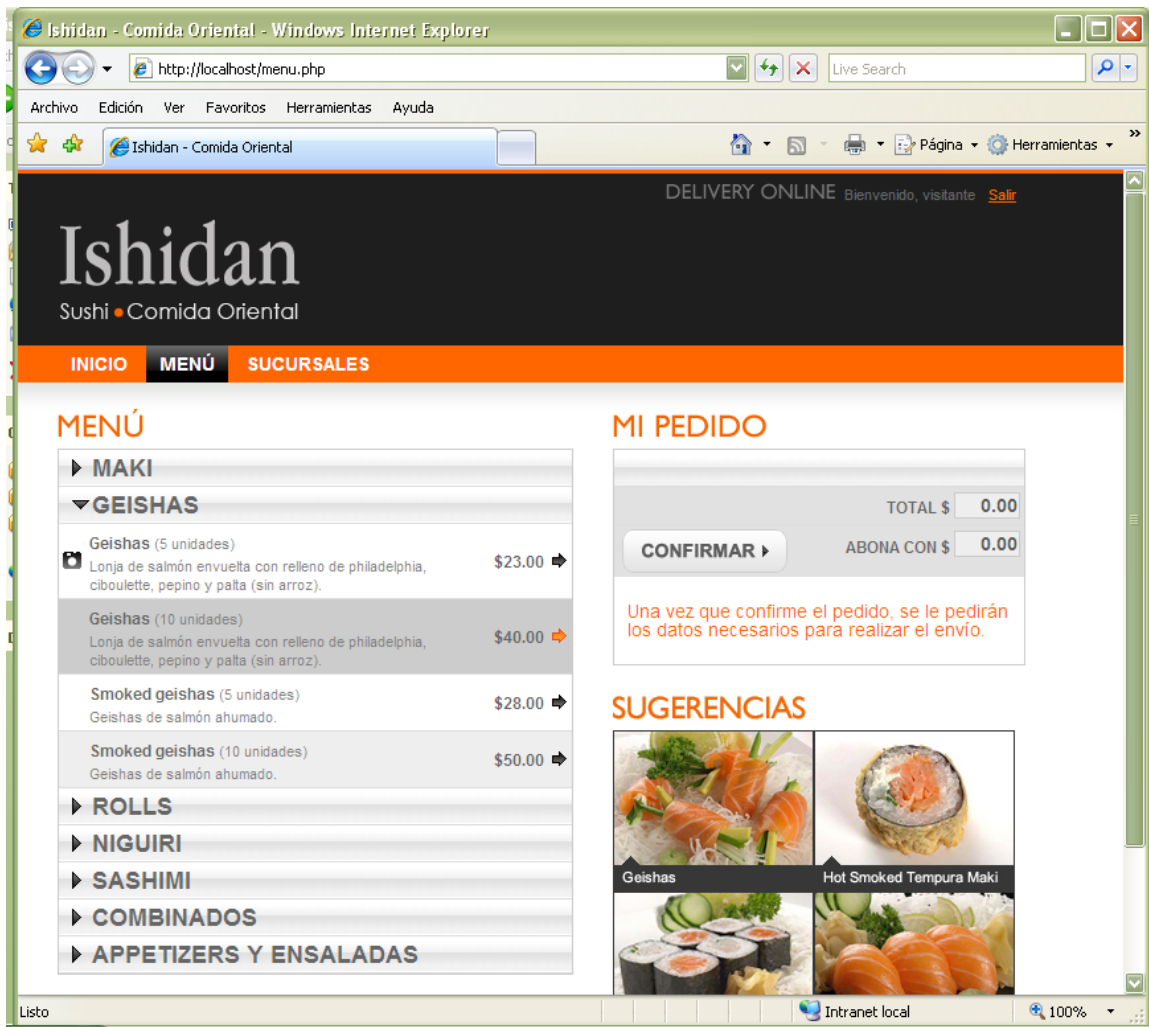 Ishidan - Comida Oriental - Windows Internet Explorer
http://localhost/menu.php
Live Search
Archivo Edición Ver Favoritos Herramientas Ayuda
Ishidan - Comida Oriental
Página Herramientas »
DELIVERY ONLINE Bienvenido, visitante Salir
Ishidan
Sushi • Comida Oriental
INICIO MENÚ SUCURSALES
MENÚ
MAKI
GEISHAS
Geishas (5 unidades)
Lonja de salmón envuelta con relleno de philadelphia,
ciboulette, pepino y palta (sin arroz).
$23.00
Geishas (10 unidades)
Lonja de salmón envuelta con relleno de philadelphia,
ciboulette, pepino y palta (sin arroz).
$40.00
Smoked geishas (5 unidades)
Geishas de salmón ahumado.
$28.00
Smoked geishas (10 unidades)
Geishas de salmón ahumado.
$50.00
ROLLS
NIGUIRI
SASHIMI
COMBINADOS
APPETIZERS Y ENSALADAS
MI PEDIDO
TOTAL $ 0.00
CONFIRMAR
ABONA CON $ 0.00
Una vez que confirme el pedido, se le pedirán
los datos necesarios para realizar el envío.
SUGERENCIAS
Geishas
Hot Smoked Tempura Maki
Listo
Intranet local
100%